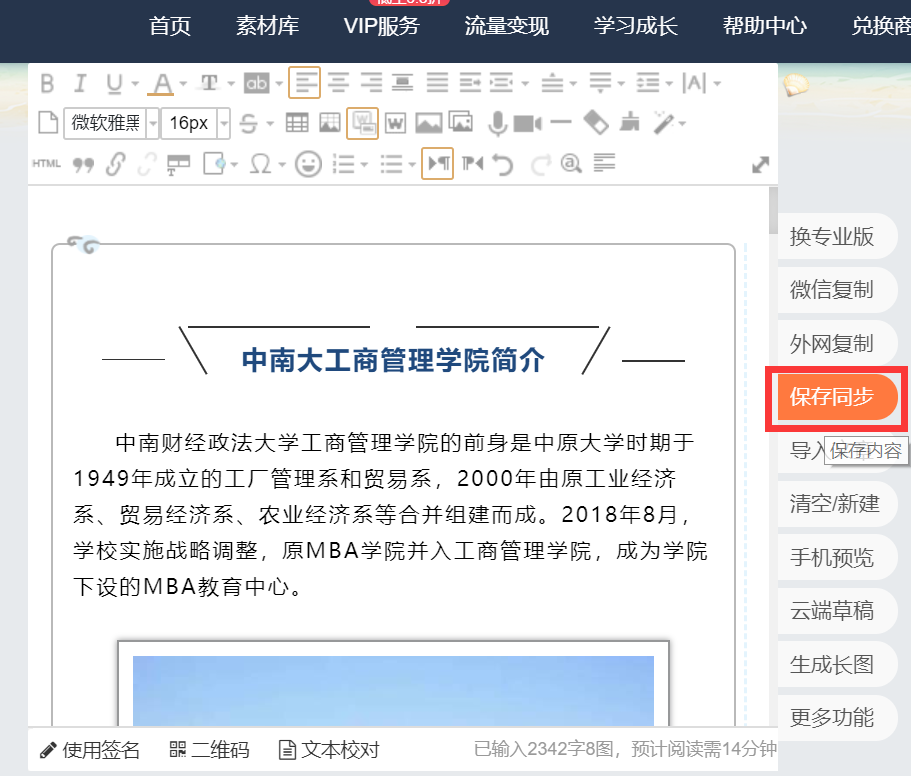 首页 素材库 VIP服务 流量变现 学习成长 帮助中心 兑换商
B I U A T ab A
微软雅黑 16px S W
HTML Ω
换专业版
微信复制
外网复制
保存同步
导入
保存内容
清空/新建
手机预览
云端草稿
生成长图
更多功能
中南大工商管理学院简介
中南财经政法大学工商管理学院的前身是中原大学时期于
1949年成立的工厂管理系和贸易系，2000年由原工业经济
系、贸易经济系、农业经济系等合并组建而成。2018年8月，
学校实施战略调整，原MBA学院并入工商管理学院，成为学院
下设的MBA教育中心。
使用签名 二维码 文本校对 已输入2342字8图，预计阅读需14分钟